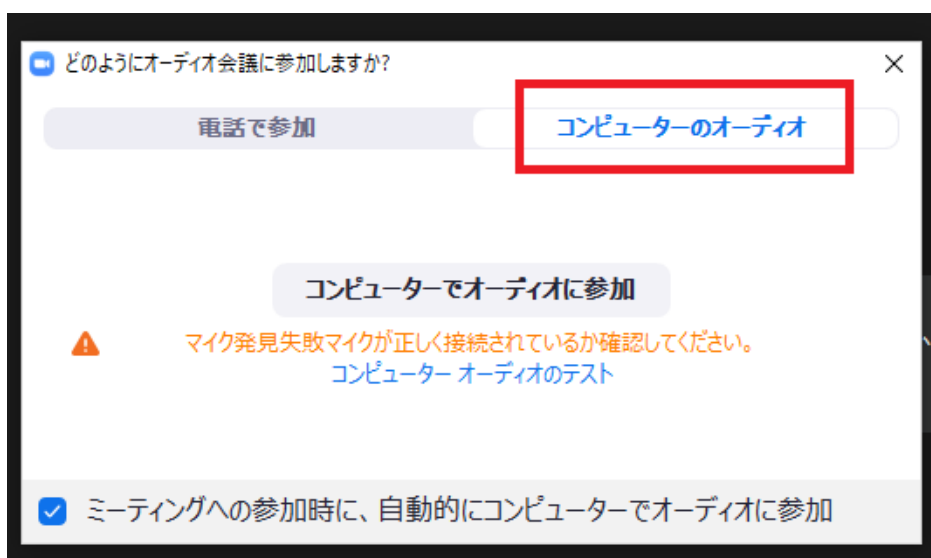 どのようにオーディオ会議に参加しますか?
電話で参加
コンピューターのオーディオ
コンピューターでオーディオに参加
マイク発見失敗マイクが正しく接続されているか確認してください。
コンピューター オーディオのテスト
ミーティングへの参加時に、自動的にコンピューターでオーディオに参加